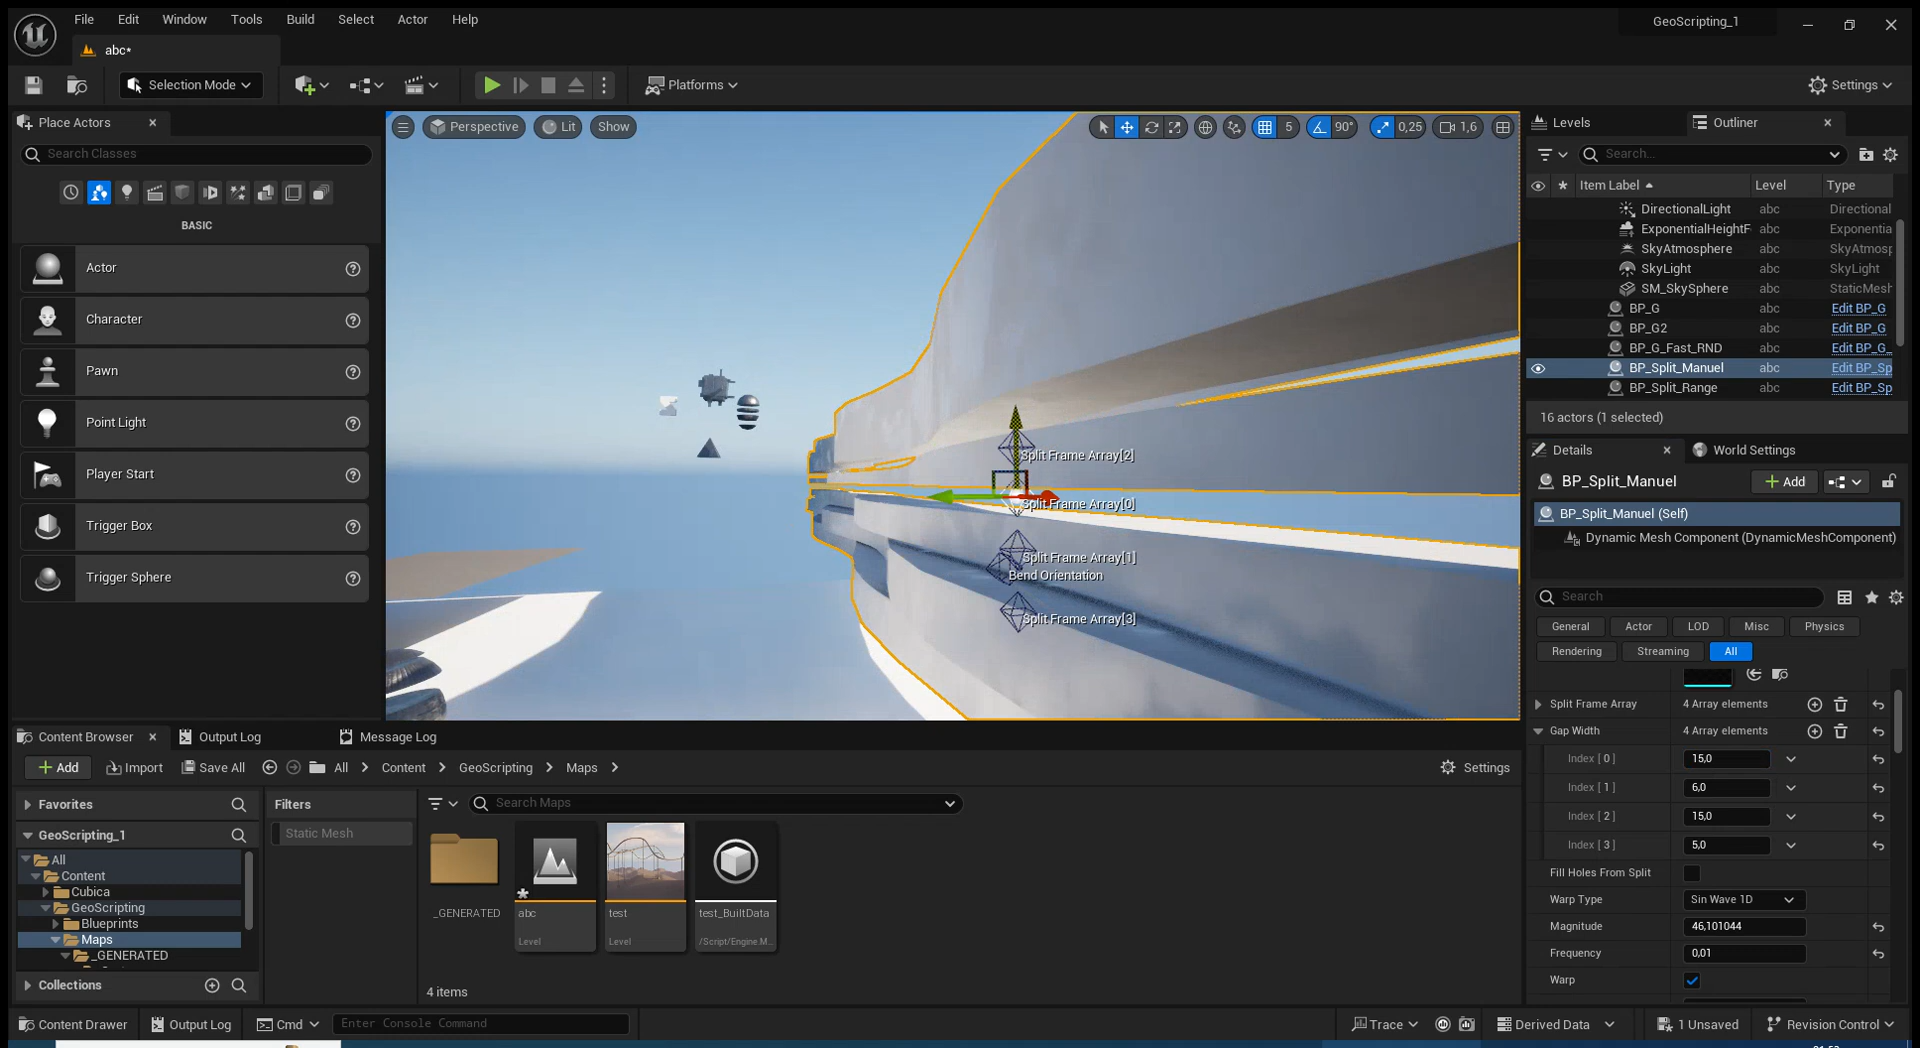 File Edit Window Tools Build Select Actor Help
GeoScripting_1
abc*
Selection Mode
Platforms
Settings
Place Actors
Search Classes
BASIC
Actor
Character
Pawn
Point Light
Player Start
Trigger Box
Trigger Sphere
Perspective
Lit
Show
5
90°
0,25
1,6
Split Frame Array[2]
Split Frame Array[0]
Split Frame Array[1]
Bend Orientation
Split Frame Array[3]
Levels
Outliner
Search...
Item Label Level Type
DirectionalLight abc Directional
ExponentialHeightF abc Exponentia
SkyAtmosphere abc SkyAtmosp
SkyLight abc SkyLight
SM_SkySphere abc StaticMesh
BP_G abc Edit BP_G
BP_G2 abc Edit BP_G
BP_G_Fast_RND abc Edit BP_G_
BP_Split_Manuel abc Edit BP_Sp
BP_Split_Range abc Edit BP_Sp
16 actors (1 selected)
Details
World Settings
BP_Split_Manuel
Add
BP_Split_Manuel (Self)
Dynamic Mesh Component (DynamicMeshComponent)
Search
General Actor LOD Misc Physics
Rendering Streaming All
Split Frame Array 4 Array elements
Gap Width 4 Array elements
Index [ 0 ] 15,0
Index [ 1 ] 6,0
Index [ 2 ] 15,0
Index [ 3 ] 5,0
Fill Holes From Split
Warp Type Sin Wave 1D
Magnitude 46,101044
Frequency 0,01
Warp
Content Browser
Output Log
Message Log
Add
Import
Save All
All
Content
GeoScripting
Maps
Settings
Favorites
GeoScripting_1
All
Content
Cubica
GeoScripting
Blueprints
Maps
_GENERATED
Collections
Filters
Static Mesh
Search Maps
_GENERATED
abc
Level
test
Level
test_BuiltData
/Script/Engine.M...
4 items
Content Drawer
Output Log
Cmd
Enter Console Command
Trace
Derived Data
1 Unsaved
Revision Control